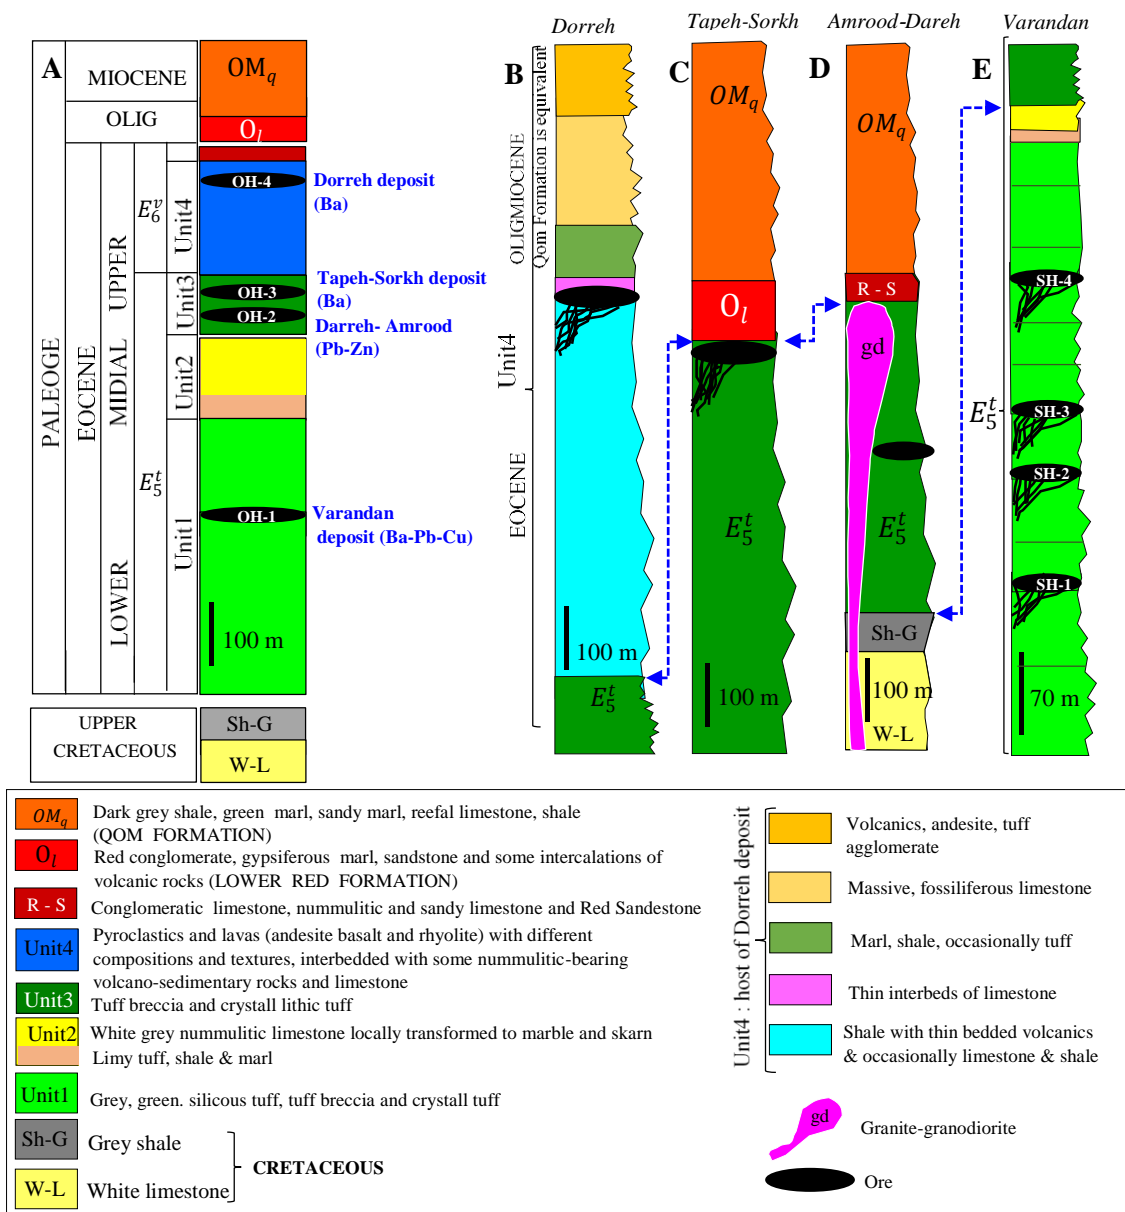 Dorreh
Tapeh-Sorkh
Amrood-Dareh
Varandan
A
MIOCENE
OLIG
PALEOGE
EOCENE
LOWER MIDIAL UPPER
E₆ᵛ
E₅ᵗ
Unit4
Unit3
Unit2
Unit1
OM_q
O_l
OH-4
OH-3
OH-2
OH-1
Dorreh deposit
(Ba)
Tapeh-Sorkh deposit
(Ba)
Darreh- Amrood
(Pb-Zn)
Varandan
deposit (Ba-Pb-Cu)
100 m
UPPER
CRETACEOUS
Sh-G
W-L
B
OLIGMIOCENE
Qom Formation is equivalent
Unit4
EOCENE
100 m
E₅ᵗ
C
OM_q
O_l
E₅ᵗ
100 m
D
OM_q
R - S
gd
E₅ᵗ
Sh-G
100 m
W-L
E
E₅ᵗ
SH-4
SH-3
SH-2
SH-1
70 m
OM_q
Dark grey shale, green marl, sandy marl, reefal limestone, shale
(QOM FORMATION)
O_l
Red conglomerate, gypsiferous marl, sandstone and some intercalations of
volcanic rocks (LOWER RED FORMATION)
R - S
Conglomeratic limestone, nummulitic and sandy limestone and Red Sandestone
Unit4
Pyroclastics and lavas (andesite basalt and rhyolite) with different
compositions and textures, interbedded with some nummulitic-bearing
volcano-sedimentary rocks and limestone
Unit3
Tuff breccia and crystall lithic tuff
Unit2
White grey nummulitic limestone locally transformed to marble and skarn
Limy tuff, shale & marl
Unit1
Grey, green. silicous tuff, tuff breccia and crystall tuff
Sh-G
Grey shale
W-L
White limestone
CRETACEOUS
Unit4 : host of Dorreh deposit
Volcanics, andesite, tuff
agglomerate
Massive, fossiliferous limestone
Marl, shale, occasionally tuff
Thin interbeds of limestone
Shale with thin bedded volcanics
& occasionally limestone & shale
gd
Granite-granodiorite
Ore